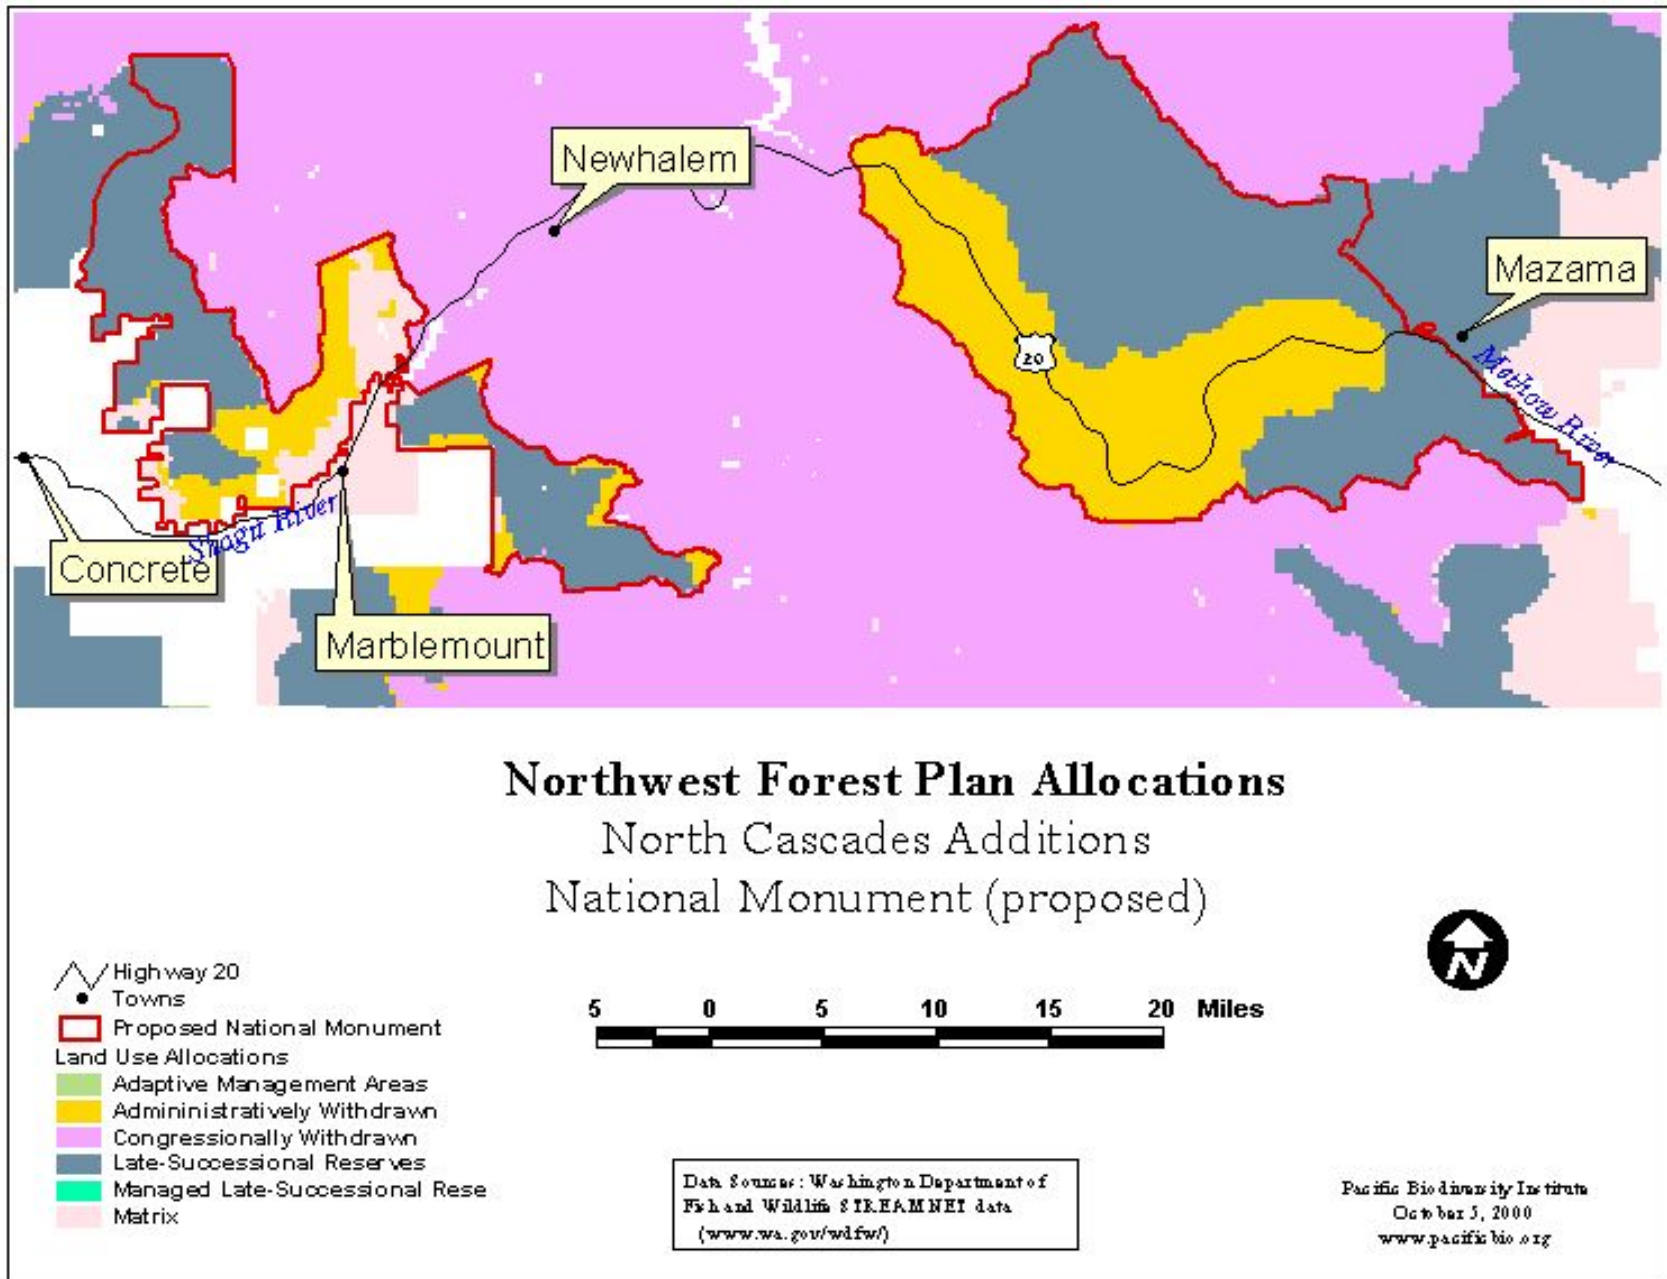 Newhalem
Mazama
20
Methow River
Skagit River
Concrete
Marblemount
Northwest Forest Plan Allocations
North Cascades Additions
National Monument (proposed)
N
Highway 20
Towns
Proposed National Monument
Land Use Allocations
Adaptive Management Areas
Admininistratively Withdrawn
Congressionally Withdrawn
Late-Successional Reserves
Managed Late-Successional Rese
Matrix
5 0 5 10 15 20 Miles
Data Sources: Washington Department of
Fish and Wildlife STREAMNET data
(www.wa.gov/wdfw/)
Pacific Biodiversity Institute
October 5, 2000
www.pacificbio.org